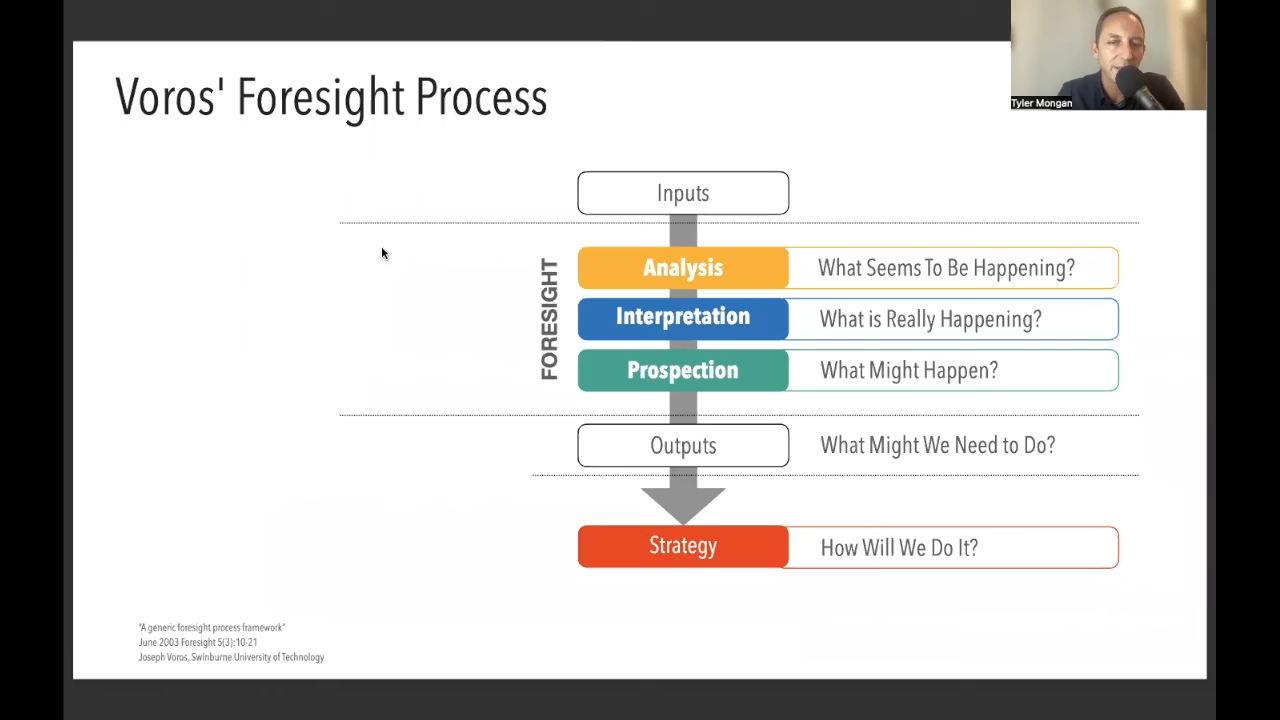 Voros' Foresight Process
Tyler Mongan
Inputs
FORESIGHT
Analysis
What Seems To Be Happening?
Interpretation
What is Really Happening?
Prospection
What Might Happen?
Outputs
What Might We Need to Do?
Strategy
How Will We Do It?
"A generic foresight process framework"
June 2003 Foresight 5(3):10-21
Joseph Voros, Swinburne University of Technology